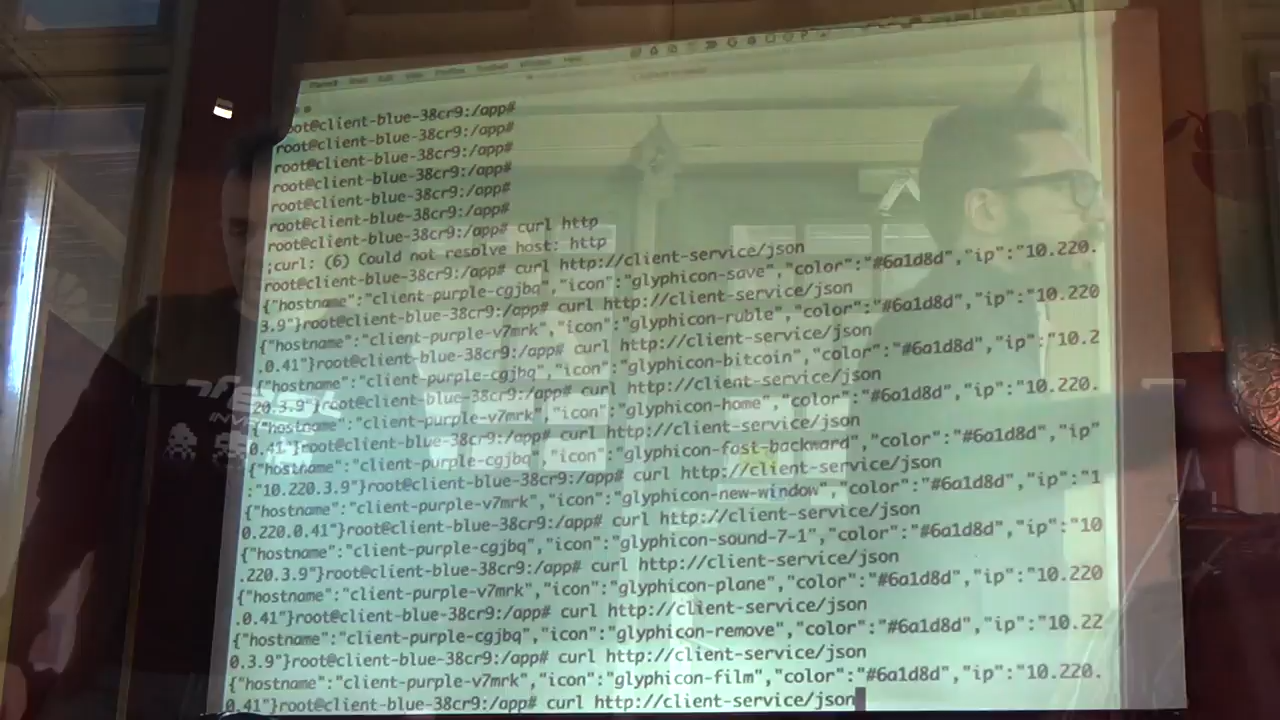 root@client-blue-38cr9:/app#
root@client-blue-38cr9:/app#
root@client-blue-38cr9:/app#
root@client-blue-38cr9:/app#
root@client-blue-38cr9:/app#
root@client-blue-38cr9:/app#
root@client-blue-38cr9:/app# curl http
;curl: (6) Could not resolve host: http
root@client-blue-38cr9:/app# curl http://client-service/json
{"hostname":"client-purple-cgjbq","icon":"glyphicon-save","color":"#6a1d8d","ip":"10.220.
3.9"}root@client-blue-38cr9:/app# curl http://client-service/json
{"hostname":"client-purple-v7mrk","icon":"glyphicon-ruble","color":"#6a1d8d","ip":"10.220
.0.41"}root@client-blue-38cr9:/app# curl http://client-service/json
{"hostname":"client-purple-cgjbq","icon":"glyphicon-bitcoin","color":"#6a1d8d","ip":"10.2
20.3.9"}root@client-blue-38cr9:/app# curl http://client-service/json
{"hostname":"client-purple-v7mrk","icon":"glyphicon-home","color":"#6a1d8d","ip":"10.220.
0.41"}root@client-blue-38cr9:/app# curl http://client-service/json
{"hostname":"client-purple-cgjbq","icon":"glyphicon-fast-backward","color":"#6a1d8d","ip"
:"10.220.3.9"}root@client-blue-38cr9:/app# curl http://client-service/json
{"hostname":"client-purple-v7mrk","icon":"glyphicon-new-window","color":"#6a1d8d","ip":"1
0.220.0.41"}root@client-blue-38cr9:/app# curl http://client-service/json
{"hostname":"client-purple-cgjbq","icon":"glyphicon-sound-7-1","color":"#6a1d8d","ip":"10
.220.3.9"}root@client-blue-38cr9:/app# curl http://client-service/json
{"hostname":"client-purple-v7mrk","icon":"glyphicon-plane","color":"#6a1d8d","ip":"10.220
.0.41"}root@client-blue-38cr9:/app# curl http://client-service/json
{"hostname":"client-purple-cgjbq","icon":"glyphicon-remove","color":"#6a1d8d","ip":"10.22
0.3.9"}root@client-blue-38cr9:/app# curl http://client-service/json
{"hostname":"client-purple-v7mrk","icon":"glyphicon-film","color":"#6a1d8d","ip":"10.220.
0.41"}root@client-blue-38cr9:/app# curl http://client-service/json